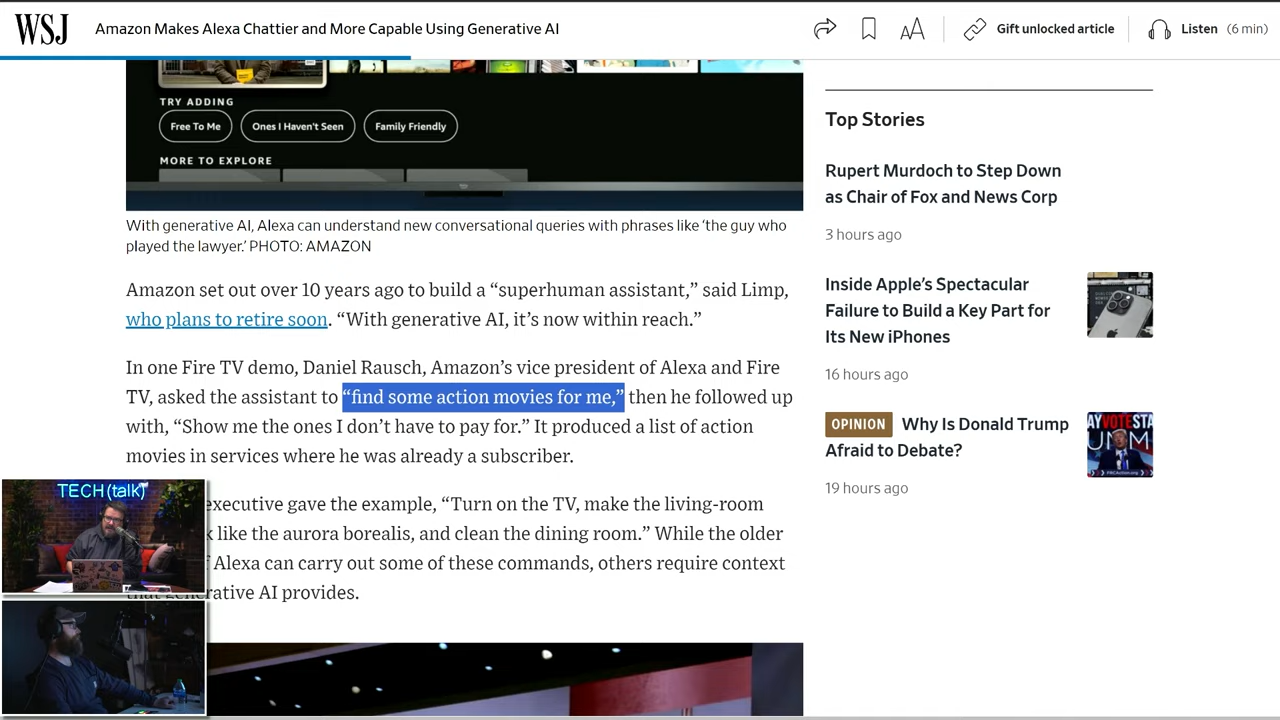 WSJ
Amazon Makes Alexa Chattier and More Capable Using Generative AI
Gift unlocked article
Listen (6 min)
TRY ADDING
Free To Me
Ones I Haven't Seen
Family Friendly
MORE TO EXPLORE
With generative AI, Alexa can understand new conversational queries with phrases like ‘the guy who
played the lawyer.’ PHOTO: AMAZON
Amazon set out over 10 years ago to build a “superhuman assistant,” said Limp,
who plans to retire soon. “With generative AI, it’s now within reach.”
In one Fire TV demo, Daniel Rausch, Amazon’s vice president of Alexa and Fire
TV, asked the assistant to “find some action movies for me,” then he followed up
with, “Show me the ones I don’t have to pay for.” It produced a list of action
movies in services where he was already a subscriber.
executive gave the example, “Turn on the TV, make the living-room
like the aurora borealis, and clean the dining room.” While the older
Alexa can carry out some of these commands, others require context
that generative AI provides.
TECH (talk)
Top Stories
Rupert Murdoch to Step Down
as Chair of Fox and News Corp
3 hours ago
Inside Apple’s Spectacular
Failure to Build a Key Part for
Its New iPhones
16 hours ago
OPINION Why Is Donald Trump
Afraid to Debate?
19 hours ago